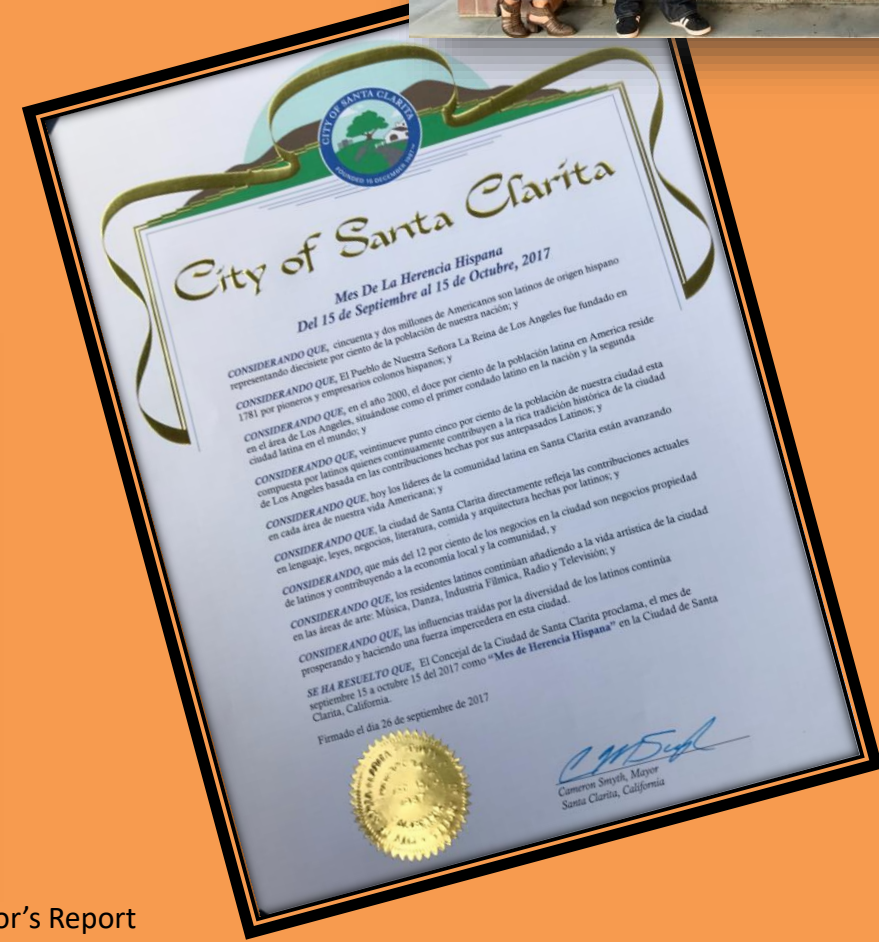 CITY OF SANTA CLARITA
FOUNDED 15 DECEMBER 1987
City of Santa Clarita
Mes De La Herencia Hispana
Del 15 de Septiembre al 15 de Octubre, 2017
CONSIDERANDO QUE, cincuenta y dos millones de Americanos son latinos de origen hispano
representando diecisiete por ciento de la población de nuestra nación; y
CONSIDERANDO QUE, El Pueblo de Nuestra Señora La Reina de Los Angeles fue fundado en
1781 por pioneros y empresarios colonos hispanos; y
CONSIDERANDO QUE, en el año 2000, el doce por ciento de la población latina en America reside
en el área de Los Angeles, situándose como el primer condado latino en la nación y la segunda
ciudad latina en el mundo; y
CONSIDERANDO QUE, veintinueve punto cinco por ciento de la población de nuestra ciudad esta
compuesta por latinos quienes continuamente contribuyen a la rica tradición histórica de la ciudad
de Los Angeles basada en las contribuciones hechas por sus antepasados Latinos; y
CONSIDERANDO QUE, hoy los líderes de la comunidad latina en Santa Clarita están avanzando
en cada área de nuestra vida Americana; y
CONSIDERANDO QUE, la ciudad de Santa Clarita directamente refleja las contribuciones actuales
en lenguaje, leyes, negocios, literatura, comida y arquitectura hechas por latinos; y
CONSIDERANDO, que más del 12 por ciento de los negocios en la ciudad son negocios propiedad
de latinos y contribuyendo a la economía local y la comunidad, y
CONSIDERANDO QUE, los residentes latinos continúan añadiendo a la vida artística de la ciudad
en las áreas de arte: Música, Danza, Industria Fílmica, Radio y Televisión; y
CONSIDERANDO QUE, las influencias traídas por la diversidad de los latinos continúa
prosperando y haciendo una fuerza impercedera en esta ciudad.
SE HA RESUELTO QUE, El Concejal de la Ciudad de Santa Clarita proclama, el mes de
septiembre 15 a octubre 15 del 2017 como "Mes de Herencia Hispana" en la Ciudad de Santa
Clarita, California.
Firmado el dia 26 de septiembre de 2017
Cameron Smyth, Mayor
Santa Clarita, California
or's Report